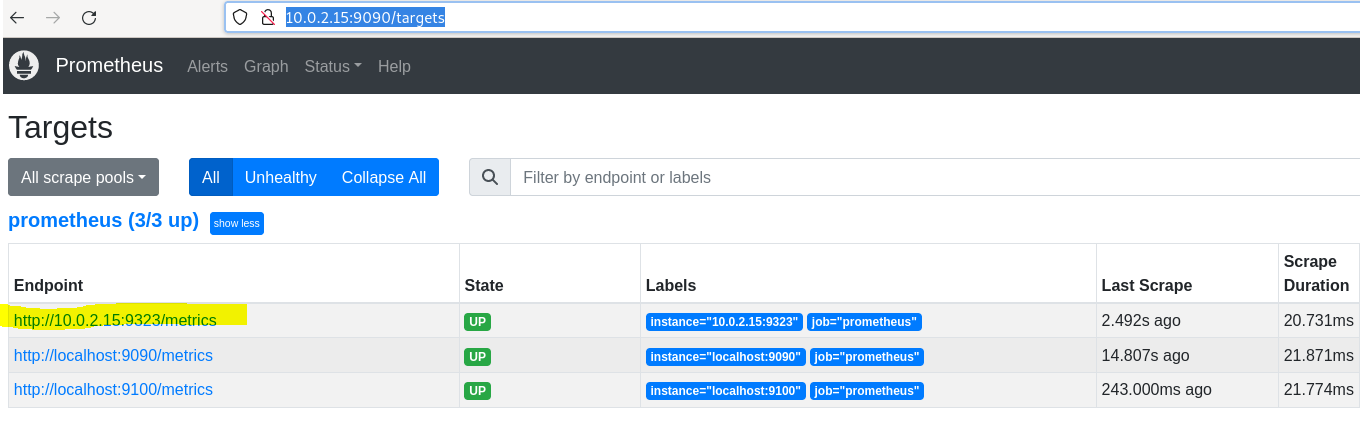 10.0.2.15:9090/targets
Prometheus Alerts Graph Status Help
Targets
All scrape pools All Unhealthy Collapse All Filter by endpoint or labels
prometheus (3/3 up) show less
Endpoint State Labels Last Scrape Scrape Duration
http://10.0.2.15:9323/metrics UP instance="10.0.2.15:9323" job="prometheus" 2.492s ago 20.731ms
http://localhost:9090/metrics UP instance="localhost:9090" job="prometheus" 14.807s ago 21.871ms
http://localhost:9100/metrics UP instance="localhost:9100" job="prometheus" 243.000ms ago 21.774ms